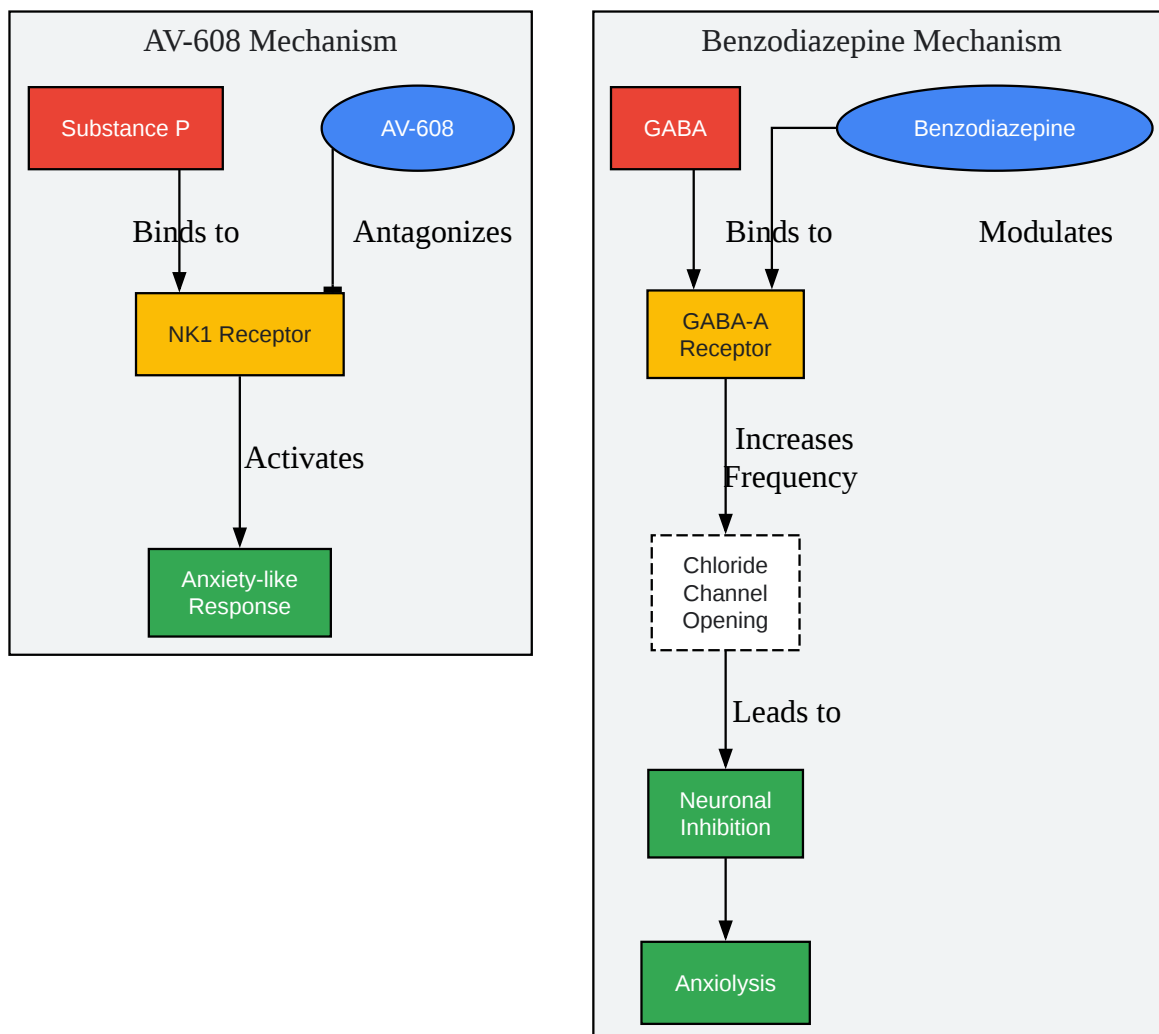 AV-608 Mechanism
Substance P
AV-608
Binds to
Antagonizes
NK1 Receptor
Activates
Anxiety-like
Response
Benzodiazepine Mechanism
GABA
Benzodiazepine
Binds to
Modulates
GABA-A
Receptor
Increases
Frequency
Chloride
Channel
Opening
Leads to
Neuronal
Inhibition
Anxiolysis